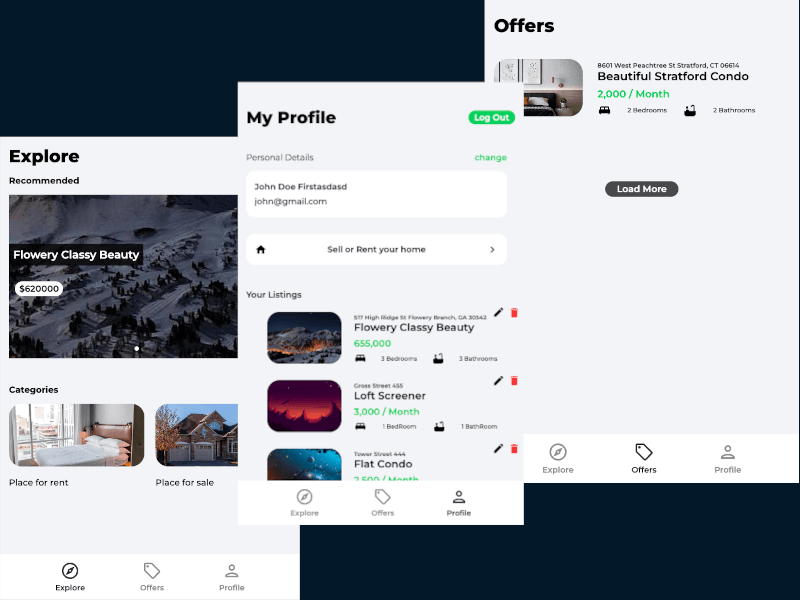 Explore
Recommended
Flowery Classy Beauty
$620000
Categories
Place for rent
Place for sale
Explore
Offers
Profile
My Profile
Log Out
Personal Details
change
John Doe Firstasdasd
john@gmail.com
Sell or Rent your home
Your Listings
517 High Ridge St Flowery Branch, GA 30542
Flowery Classy Beauty
655,000
3 Bedrooms
3 Bathrooms
Gross Street 455
Loft Screener
3,000 / Month
1 BedRoom
1 BathRoom
Tower Street 444
Flat Condo
2,500 / Month
Explore
Offers
Profile
Offers
8601 West Peachtree St Stratford, CT 06614
Beautiful Stratford Condo
2,000 / Month
2 Bedrooms
2 Bathrooms
Load More
Explore
Offers
Profile